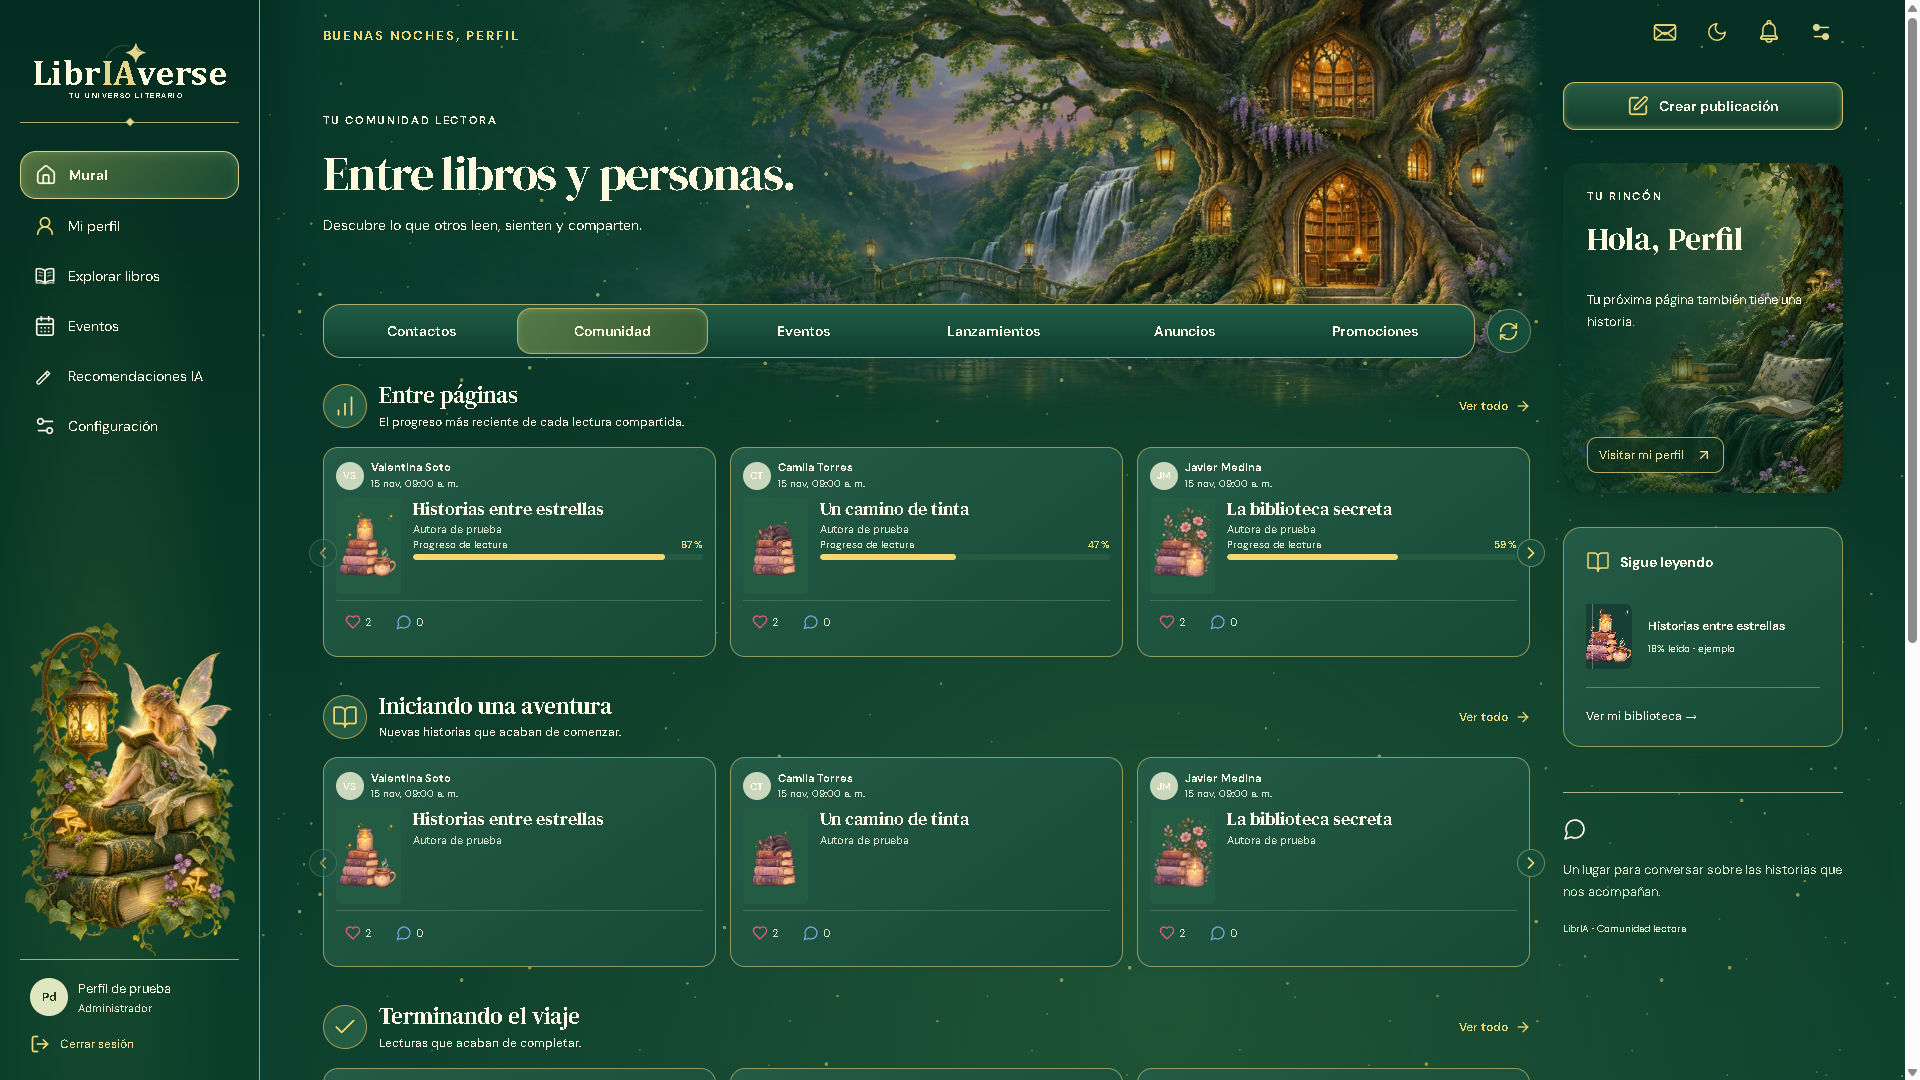 LibrIAverse
TU UNIVERSO LITERARIO
Mural
Mi perfil
Explorar libros
Eventos
Recomendaciones IA
Configuración
Pd
Perfil de prueba
Administrador
Cerrar sesión
BUENAS NOCHES, PERFIL
TU COMUNIDAD LECTORA
Entre libros y personas.
Descubre lo que otros leen, sienten y comparten.
Contactos
Comunidad
Eventos
Lanzamientos
Anuncios
Promociones
Entre páginas
El progreso más reciente de cada lectura compartida.
Ver todo →
VS
Valentina Soto
15 nov, 09:00 a. m.
Historias entre estrellas
Autora de prueba
Progreso de lectura 87%
2 0
CT
Camila Torres
15 nov, 09:00 a. m.
Un camino de tinta
Autora de prueba
Progreso de lectura 47%
2 0
JM
Javier Medina
15 nov, 09:00 a. m.
La biblioteca secreta
Autora de prueba
Progreso de lectura 59%
2 0
Iniciando una aventura
Nuevas historias que acaban de comenzar.
Ver todo →
VS
Valentina Soto
15 nov, 09:00 a. m.
Historias entre estrellas
Autora de prueba
2 0
CT
Camila Torres
15 nov, 09:00 a. m.
Un camino de tinta
Autora de prueba
2 0
JM
Javier Medina
15 nov, 09:00 a. m.
La biblioteca secreta
Autora de prueba
2 0
Terminando el viaje
Lecturas que acaban de completar.
Ver todo →
Crear publicación
TU RINCÓN
Hola, Perfil
Tu próxima página también tiene una
historia.
Visitar mi perfil
Sigue leyendo
Historias entre estrellas
18% leído · ejemplo
Ver mi biblioteca →
Un lugar para conversar sobre las historias que
nos acompañan.
LibrIA · Comunidad lectora